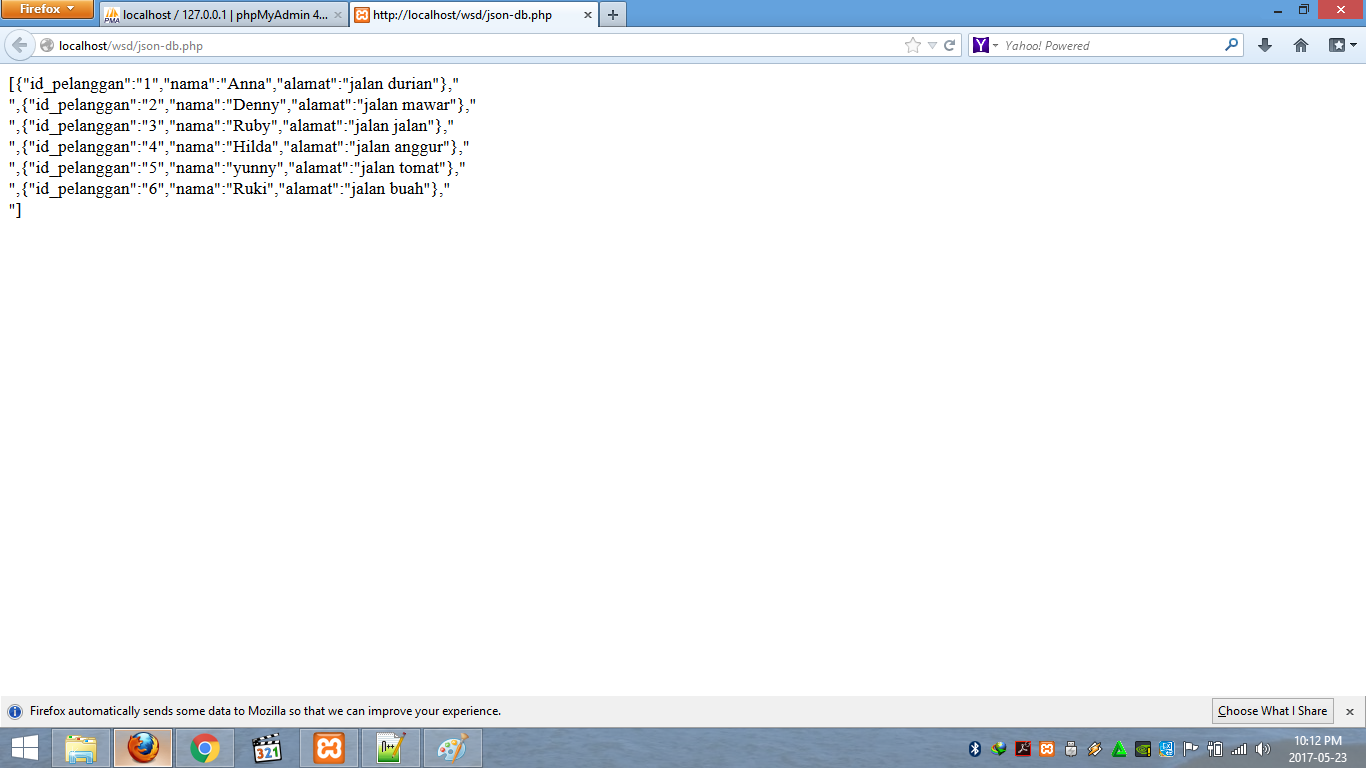 Firefox
localhost / 127.0.0.1 | phpMyAdmin 4...
http://localhost/wsd/json-db.php
localhost/wsd/json-db.php
Yahoo! Powered
[{"id_pelanggan":"1","nama":"Anna","alamat":"jalan durian"},"
",{"id_pelanggan":"2","nama":"Denny","alamat":"jalan mawar"},"
",{"id_pelanggan":"3","nama":"Ruby","alamat":"jalan jalan"},"
",{"id_pelanggan":"4","nama":"Hilda","alamat":"jalan anggur"},"
",{"id_pelanggan":"5","nama":"yunny","alamat":"jalan tomat"},"
",{"id_pelanggan":"6","nama":"Ruki","alamat":"jalan buah"},"
"]
Firefox automatically sends some data to Mozilla so that we can improve your experience.
Choose What I Share
321
10:12 PM
2017-05-23